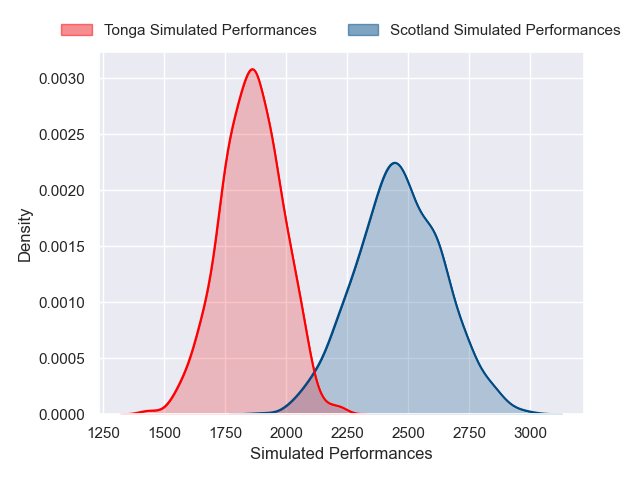 Tonga Simulated Performances Scotland Simulated Performances
0.0030
0.0025
0.0020
0.0015
0.0010
0.0005
0.0000
Density
1250 1500 1750 2000 2250 2500 2750 3000
Simulated Performances